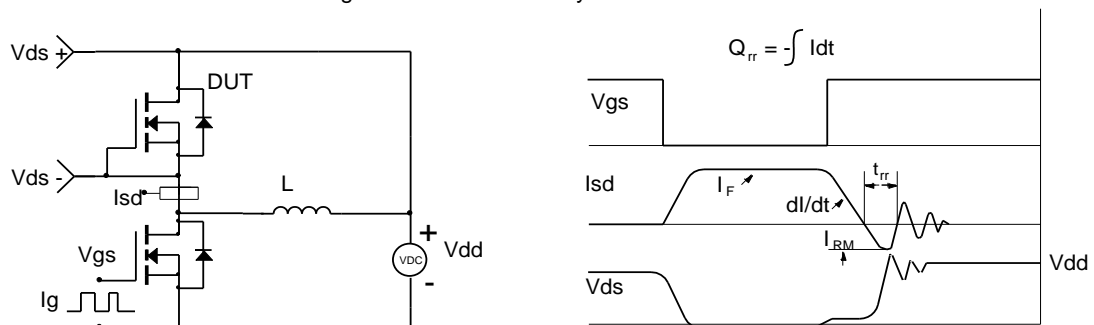 Vds +
DUT
Vds -
Isd
L
+
Vdd
VDC
-
Vgs
Ig
Qrr = -∫ Idt
Vgs
Isd
IF
dI/dt
trr
IRM
Vds
Vdd